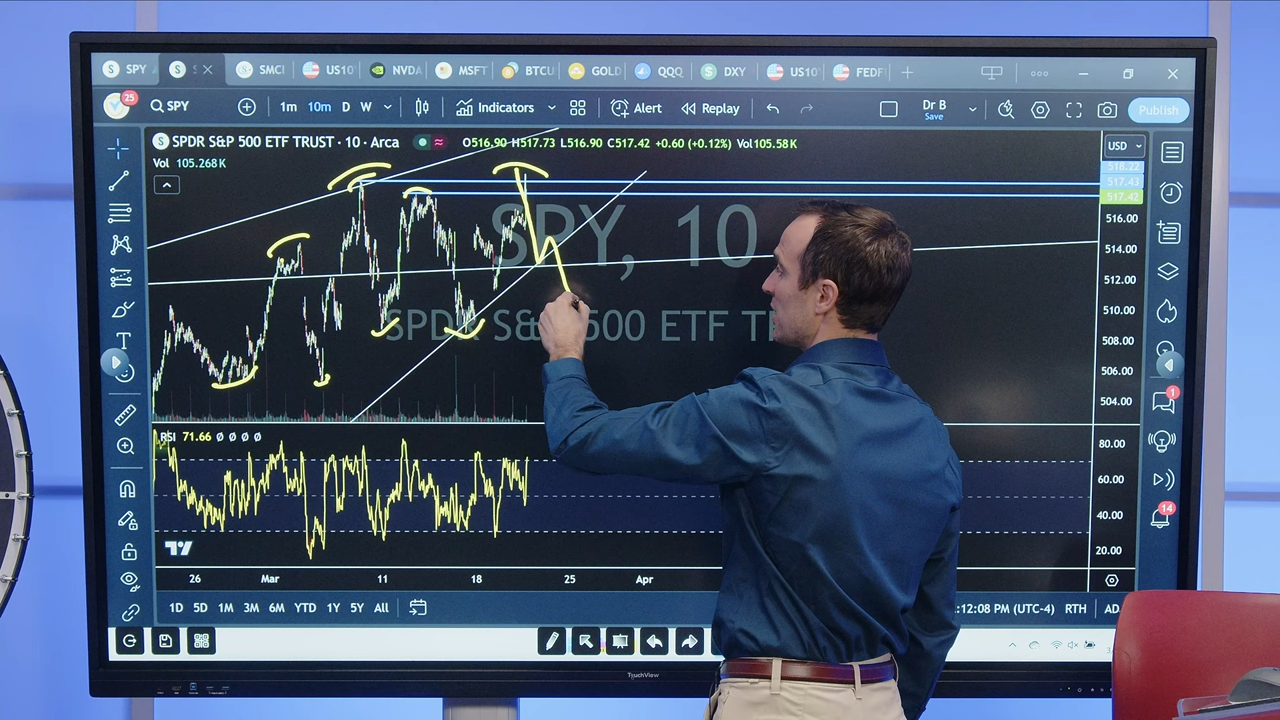 SPY S SMCI US10 NVDA MSFT BTCU GOLD QQQ DXY US10 FEDF
25 SPY 1m 10m D W Indicators Alert Replay Dr B Save Publish
SPDR S&P 500 ETF TRUST · 10 · Arca O516.90 H517.73 L516.90 C517.42 +0.60 (+0.12%) Vol105.58K USD
Vol 105.268K
518.22
517.43
517.42
516.00
SPY, 10
514.00
512.00
510.00
SPDR S& 500 ETF
508.00
506.00
504.00
1
RSI 71.66 Ø Ø Ø Ø
80.00
60.00
40.00
14
20.00
26 Mar 11 18 25 Apr
1D 5D 1M 3M 6M YTD 1Y 5Y All :12:08 (UTC-4) RTH AD
TouchView